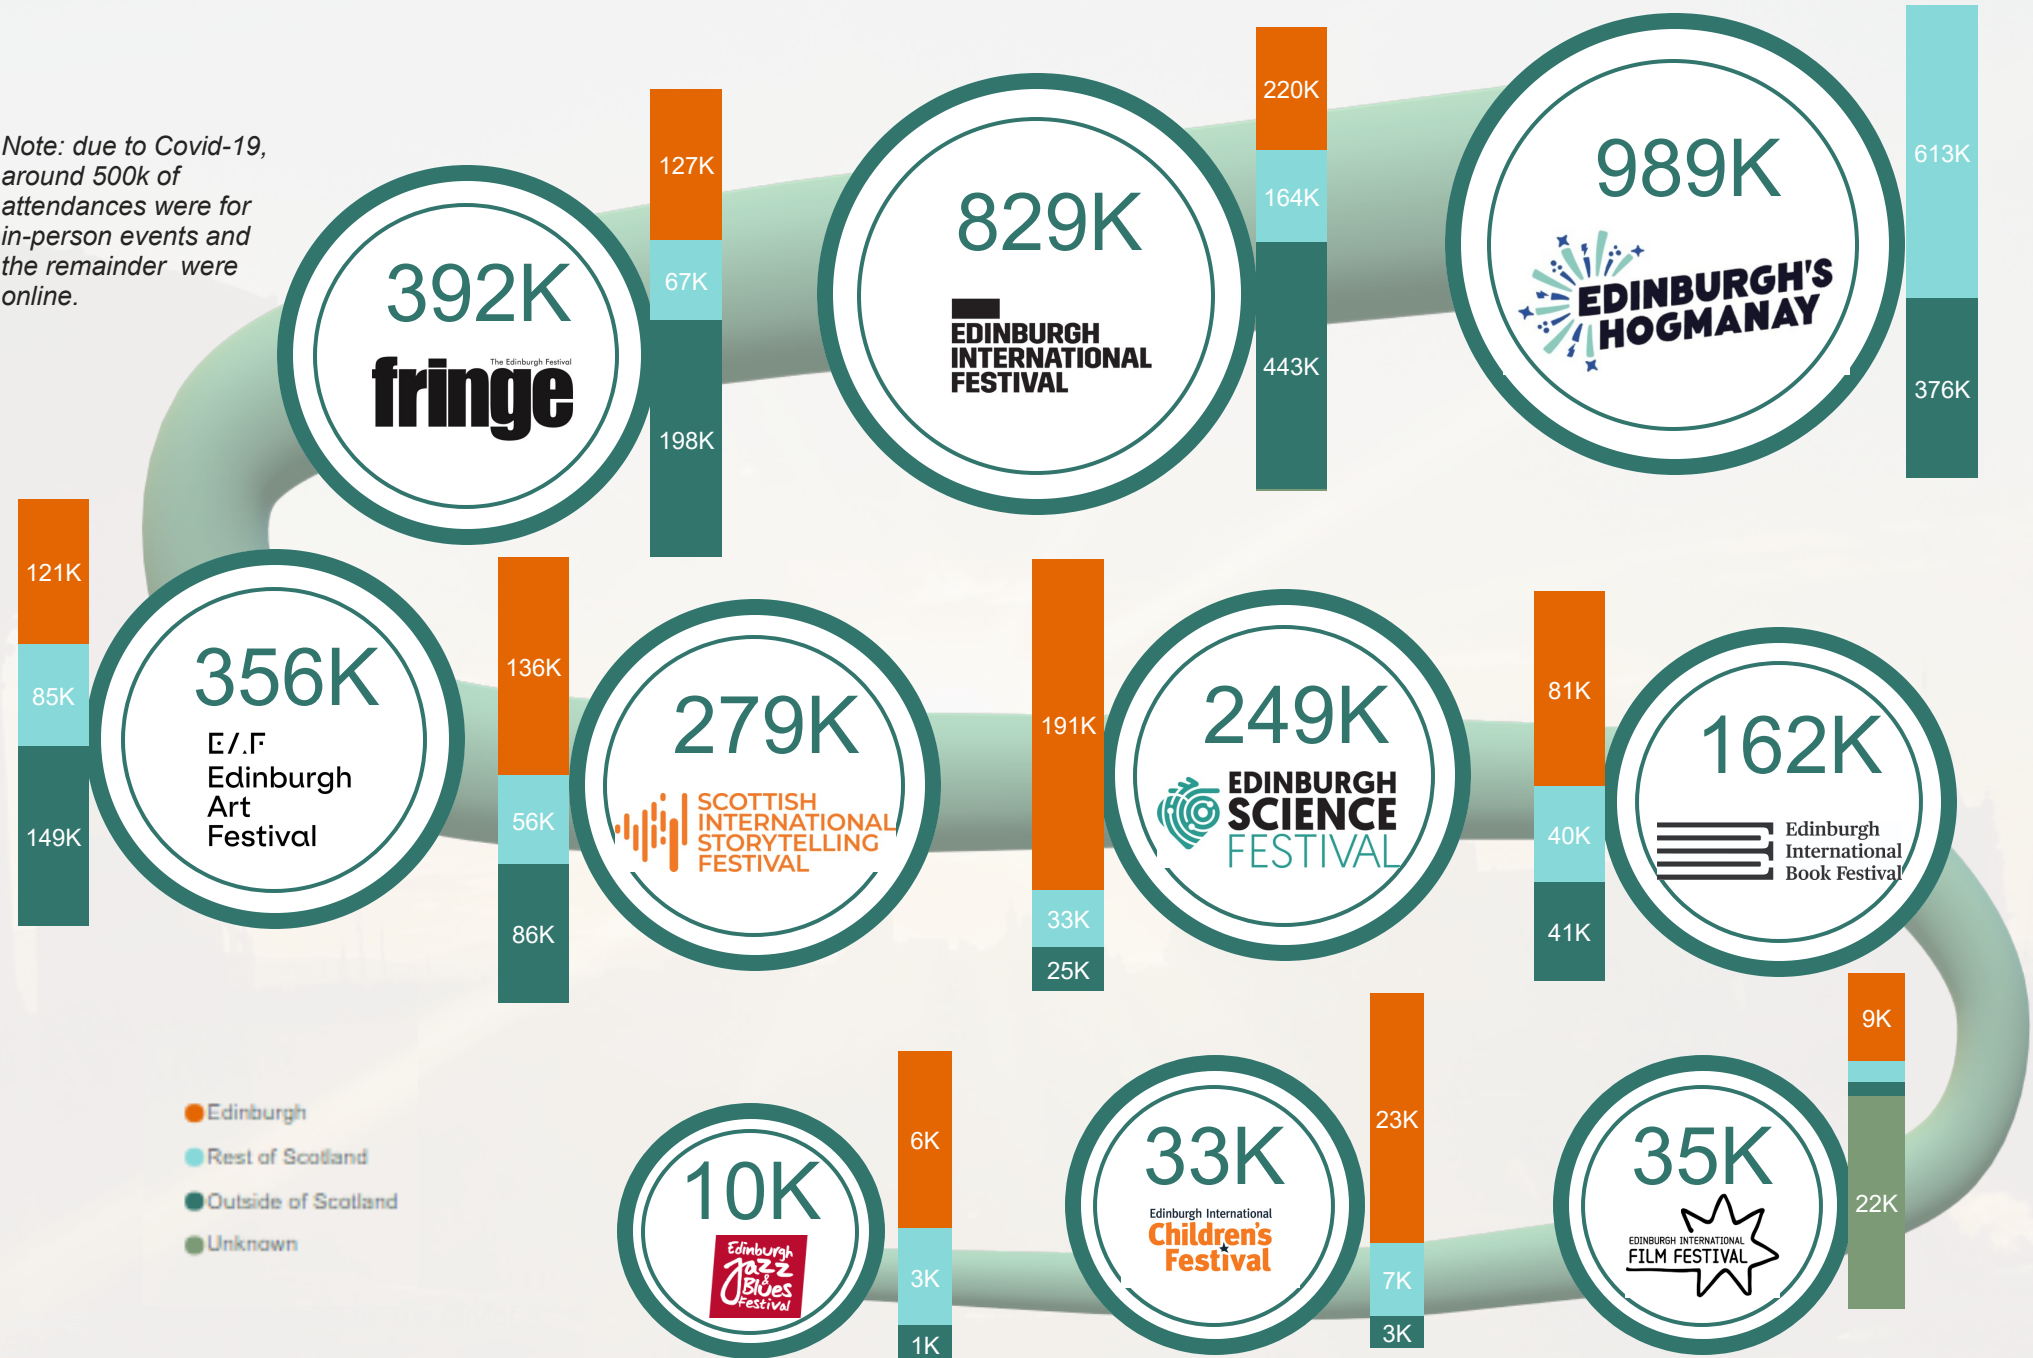 Note: due to Covid-19,
around 500k of
attendances were for
in-person events and
the remainder were
online.
392K
The Edinburgh Festival
fringe
127K
67K
198K
829K
EDINBURGH
INTERNATIONAL
FESTIVAL
220K
164K
443K
989K
EDINBURGH'S
HOGMANAY
613K
376K
121K
85K
149K
356K
E/.F
Edinburgh
Art
Festival
136K
56K
86K
279K
SCOTTISH
INTERNATIONAL
STORYTELLING
FESTIVAL
191K
33K
25K
249K
EDINBURGH
SCIENCE
FESTIVAL
81K
40K
41K
162K
Edinburgh
International
Book Festival
Edinburgh
Rest of Scotland
Outside of Scotland
Unknown
10K
Edinburgh
Jazz
&
Blues
Festival
6K
3K
1K
33K
Edinburgh International
Children's
Festival
23K
7K
3K
35K
EDINBURGH INTERNATIONAL
FILM FESTIVAL
9K
22K